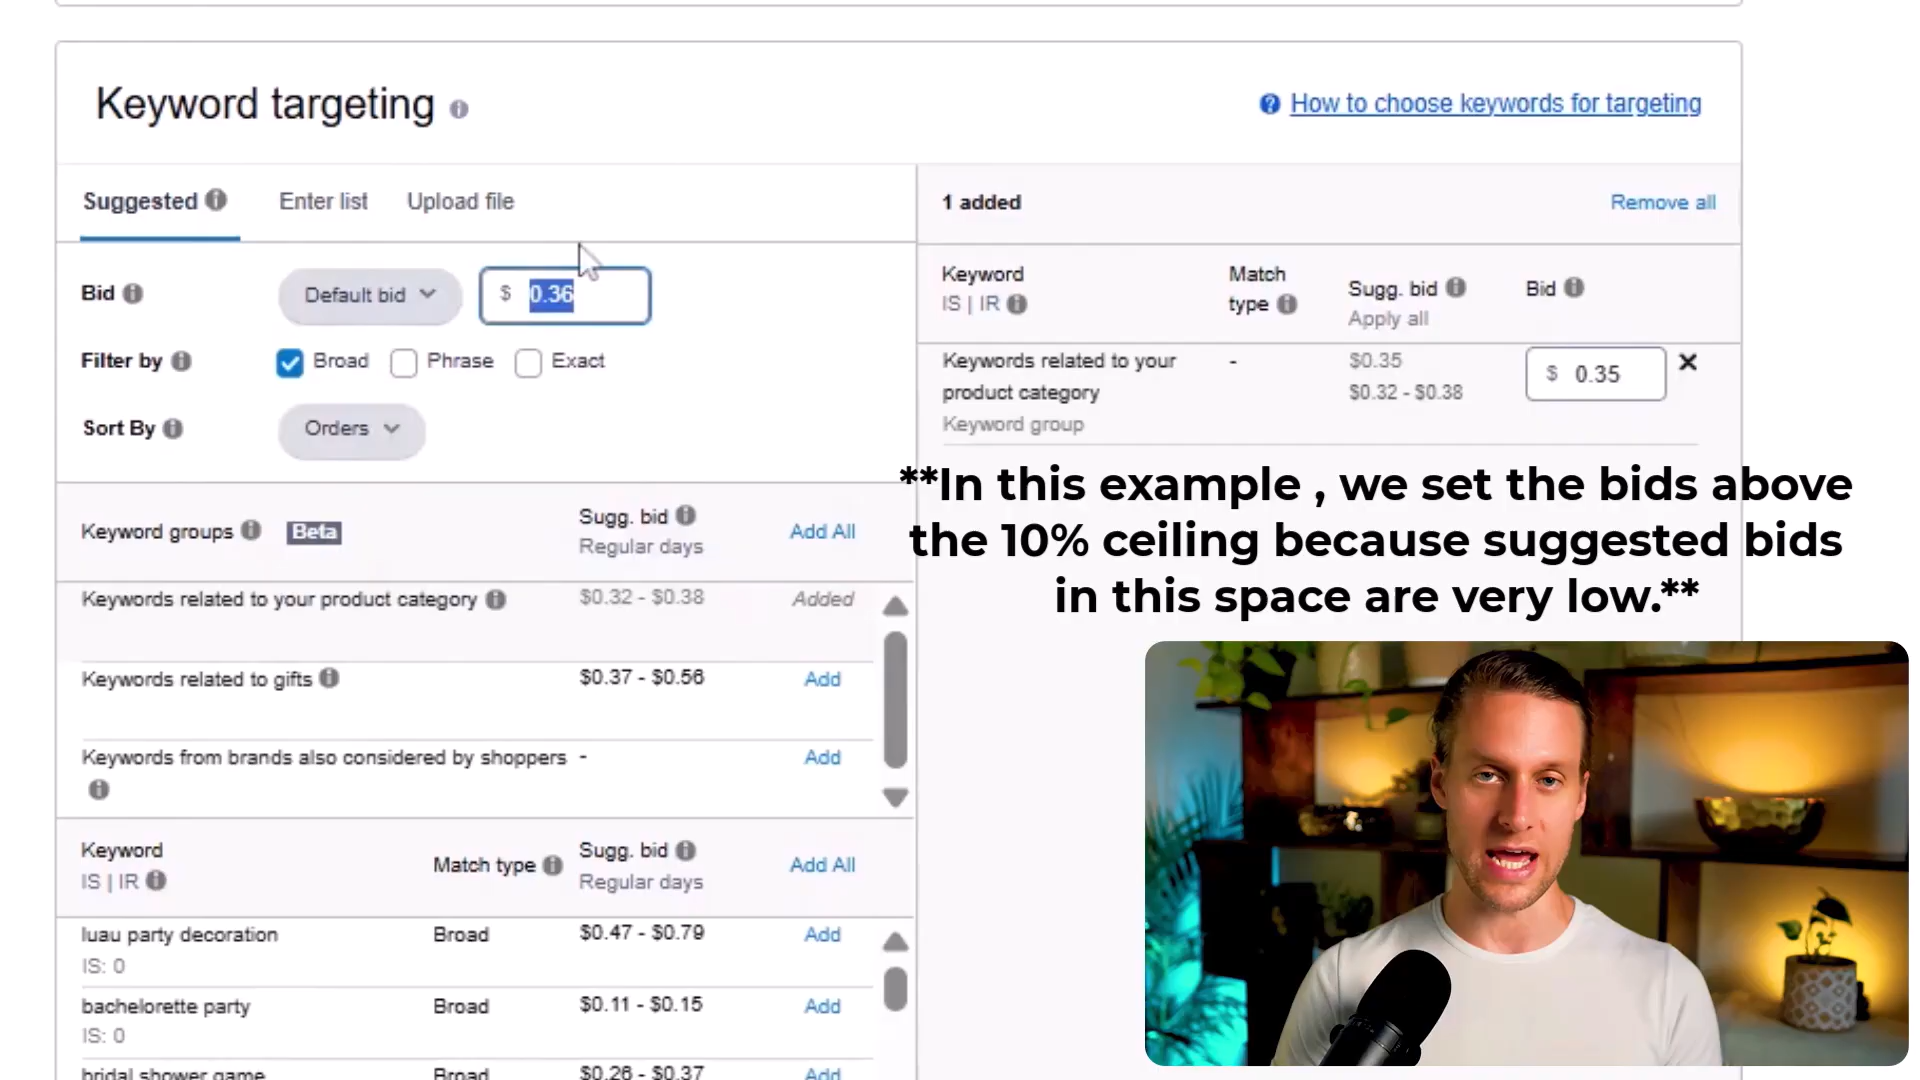 Keyword targeting
How to choose keywords for targeting
Suggested
Enter list
Upload file
1 added
Remove all
Bid
Default bid
$ 0.36
Filter by
Broad
Phrase
Exact
Sort By
Orders
Keyword
IS | IR
Match
type
Sugg. bid
Apply all
Bid
Keywords related to your
product category
Keyword group
-
$0.35
$0.32 - $0.38
$ 0.35
**In this example , we set the bids above
the 10% ceiling because suggested bids
in this space are very low.**
Keyword groups
Beta
Sugg. bid
Regular days
Add All
Keywords related to your product category
$0.32 - $0.38
Added
Keywords related to gifts
$0.37 - $0.56
Add
Keywords from brands also considered by shoppers
-
Add
Keyword
IS | IR
Match type
Sugg. bid
Regular days
Add All
luau party decoration
IS: 0
Broad
$0.47 - $0.79
Add
bachelorette party
IS: 0
Broad
$0.11 - $0.15
Add
bridal shower game
Broad
$0.26 - $0.37
Add